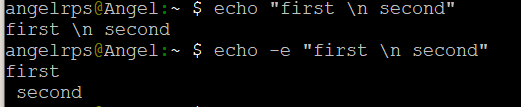 angelrps@Angel:~ $ echo "first \n second"
first \n second
angelrps@Angel:~ $ echo -e "first \n second"
first
 second